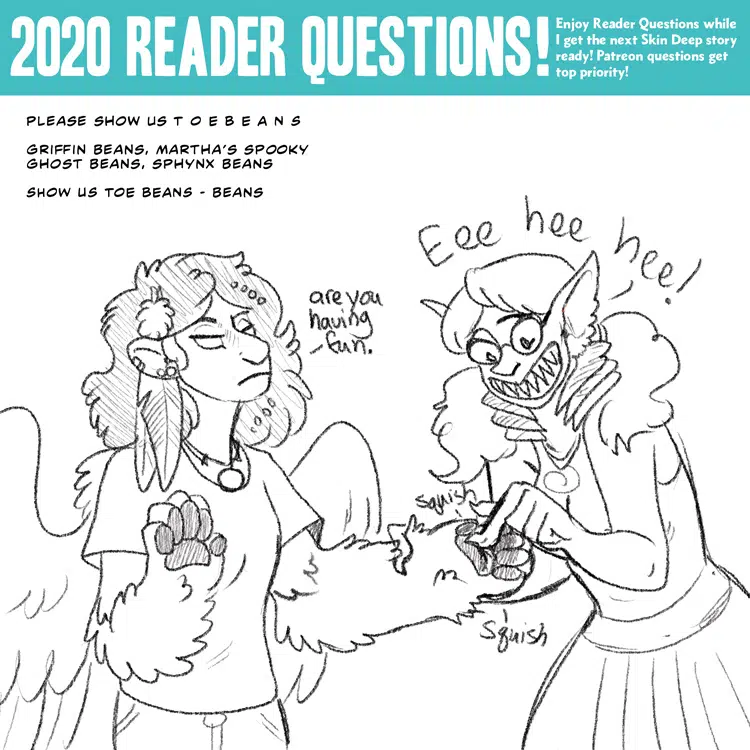 2020 READER QUESTIONS!
Enjoy Reader Questions while
I get the next Skin Deep story
ready! Patreon questions get
top priority!
PLEASE SHOW US T O E B E A N S
GRIFFIN BEANS, MARTHA'S SPOOKY
GHOST BEANS, SPHYNX BEANS
SHOW US TOE BEANS - BEANS
Eee hee hee!
are you
having
fun.
squish
Squish